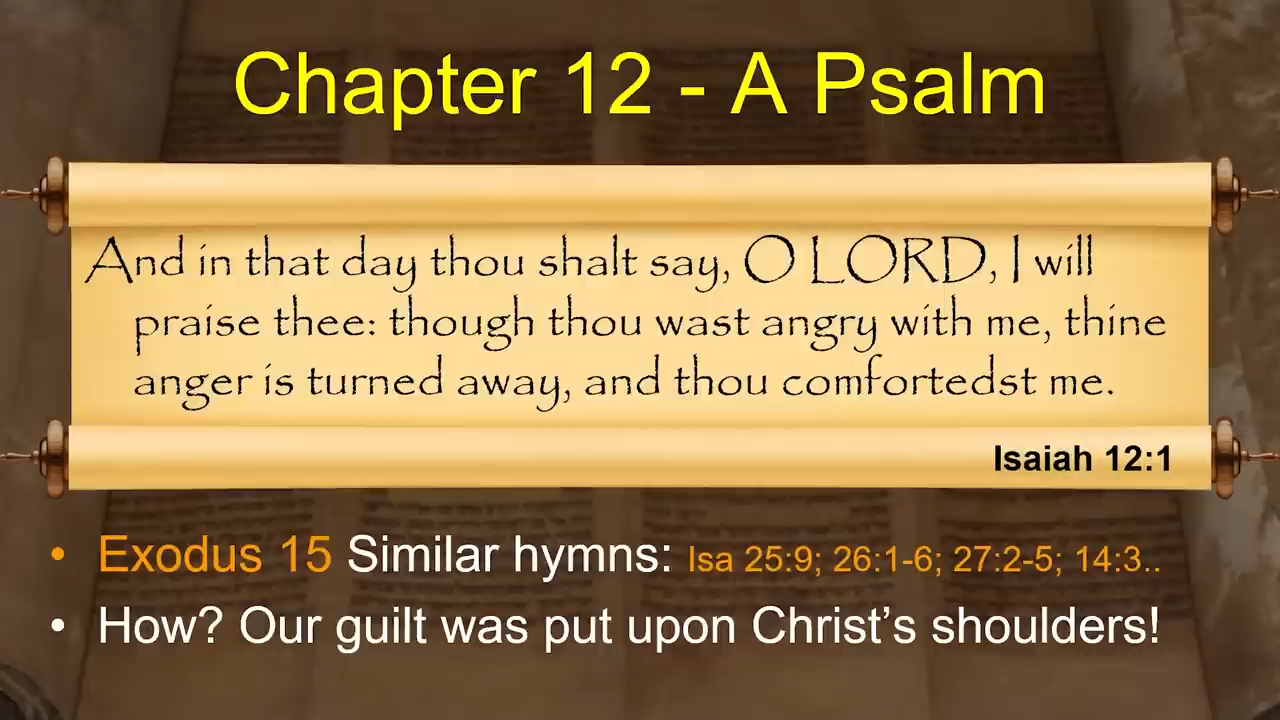 Chapter 12 - A Psalm
And in that day thou shalt say, O LORD, I will
praise thee: though thou wast angry with me, thine
anger is turned away, and thou comfortedst me.
Isaiah 12:1
• Exodus 15 Similar hymns: Isa 25:9; 26:1-6; 27:2-5; 14:3..
• How? Our guilt was put upon Christ’s shoulders!